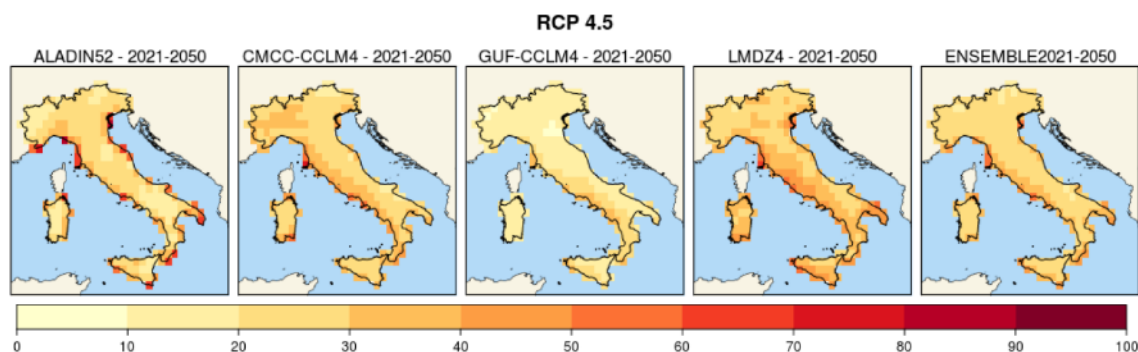 RCP 4.5
ALADIN52 - 2021-2050
CMCC-CCLM4 - 2021-2050
GUF-CCLM4 - 2021-2050
LMDZ4 - 2021-2050
ENSEMBLE2021-2050
0 10 20 30 40 50 60 70 80 90 100